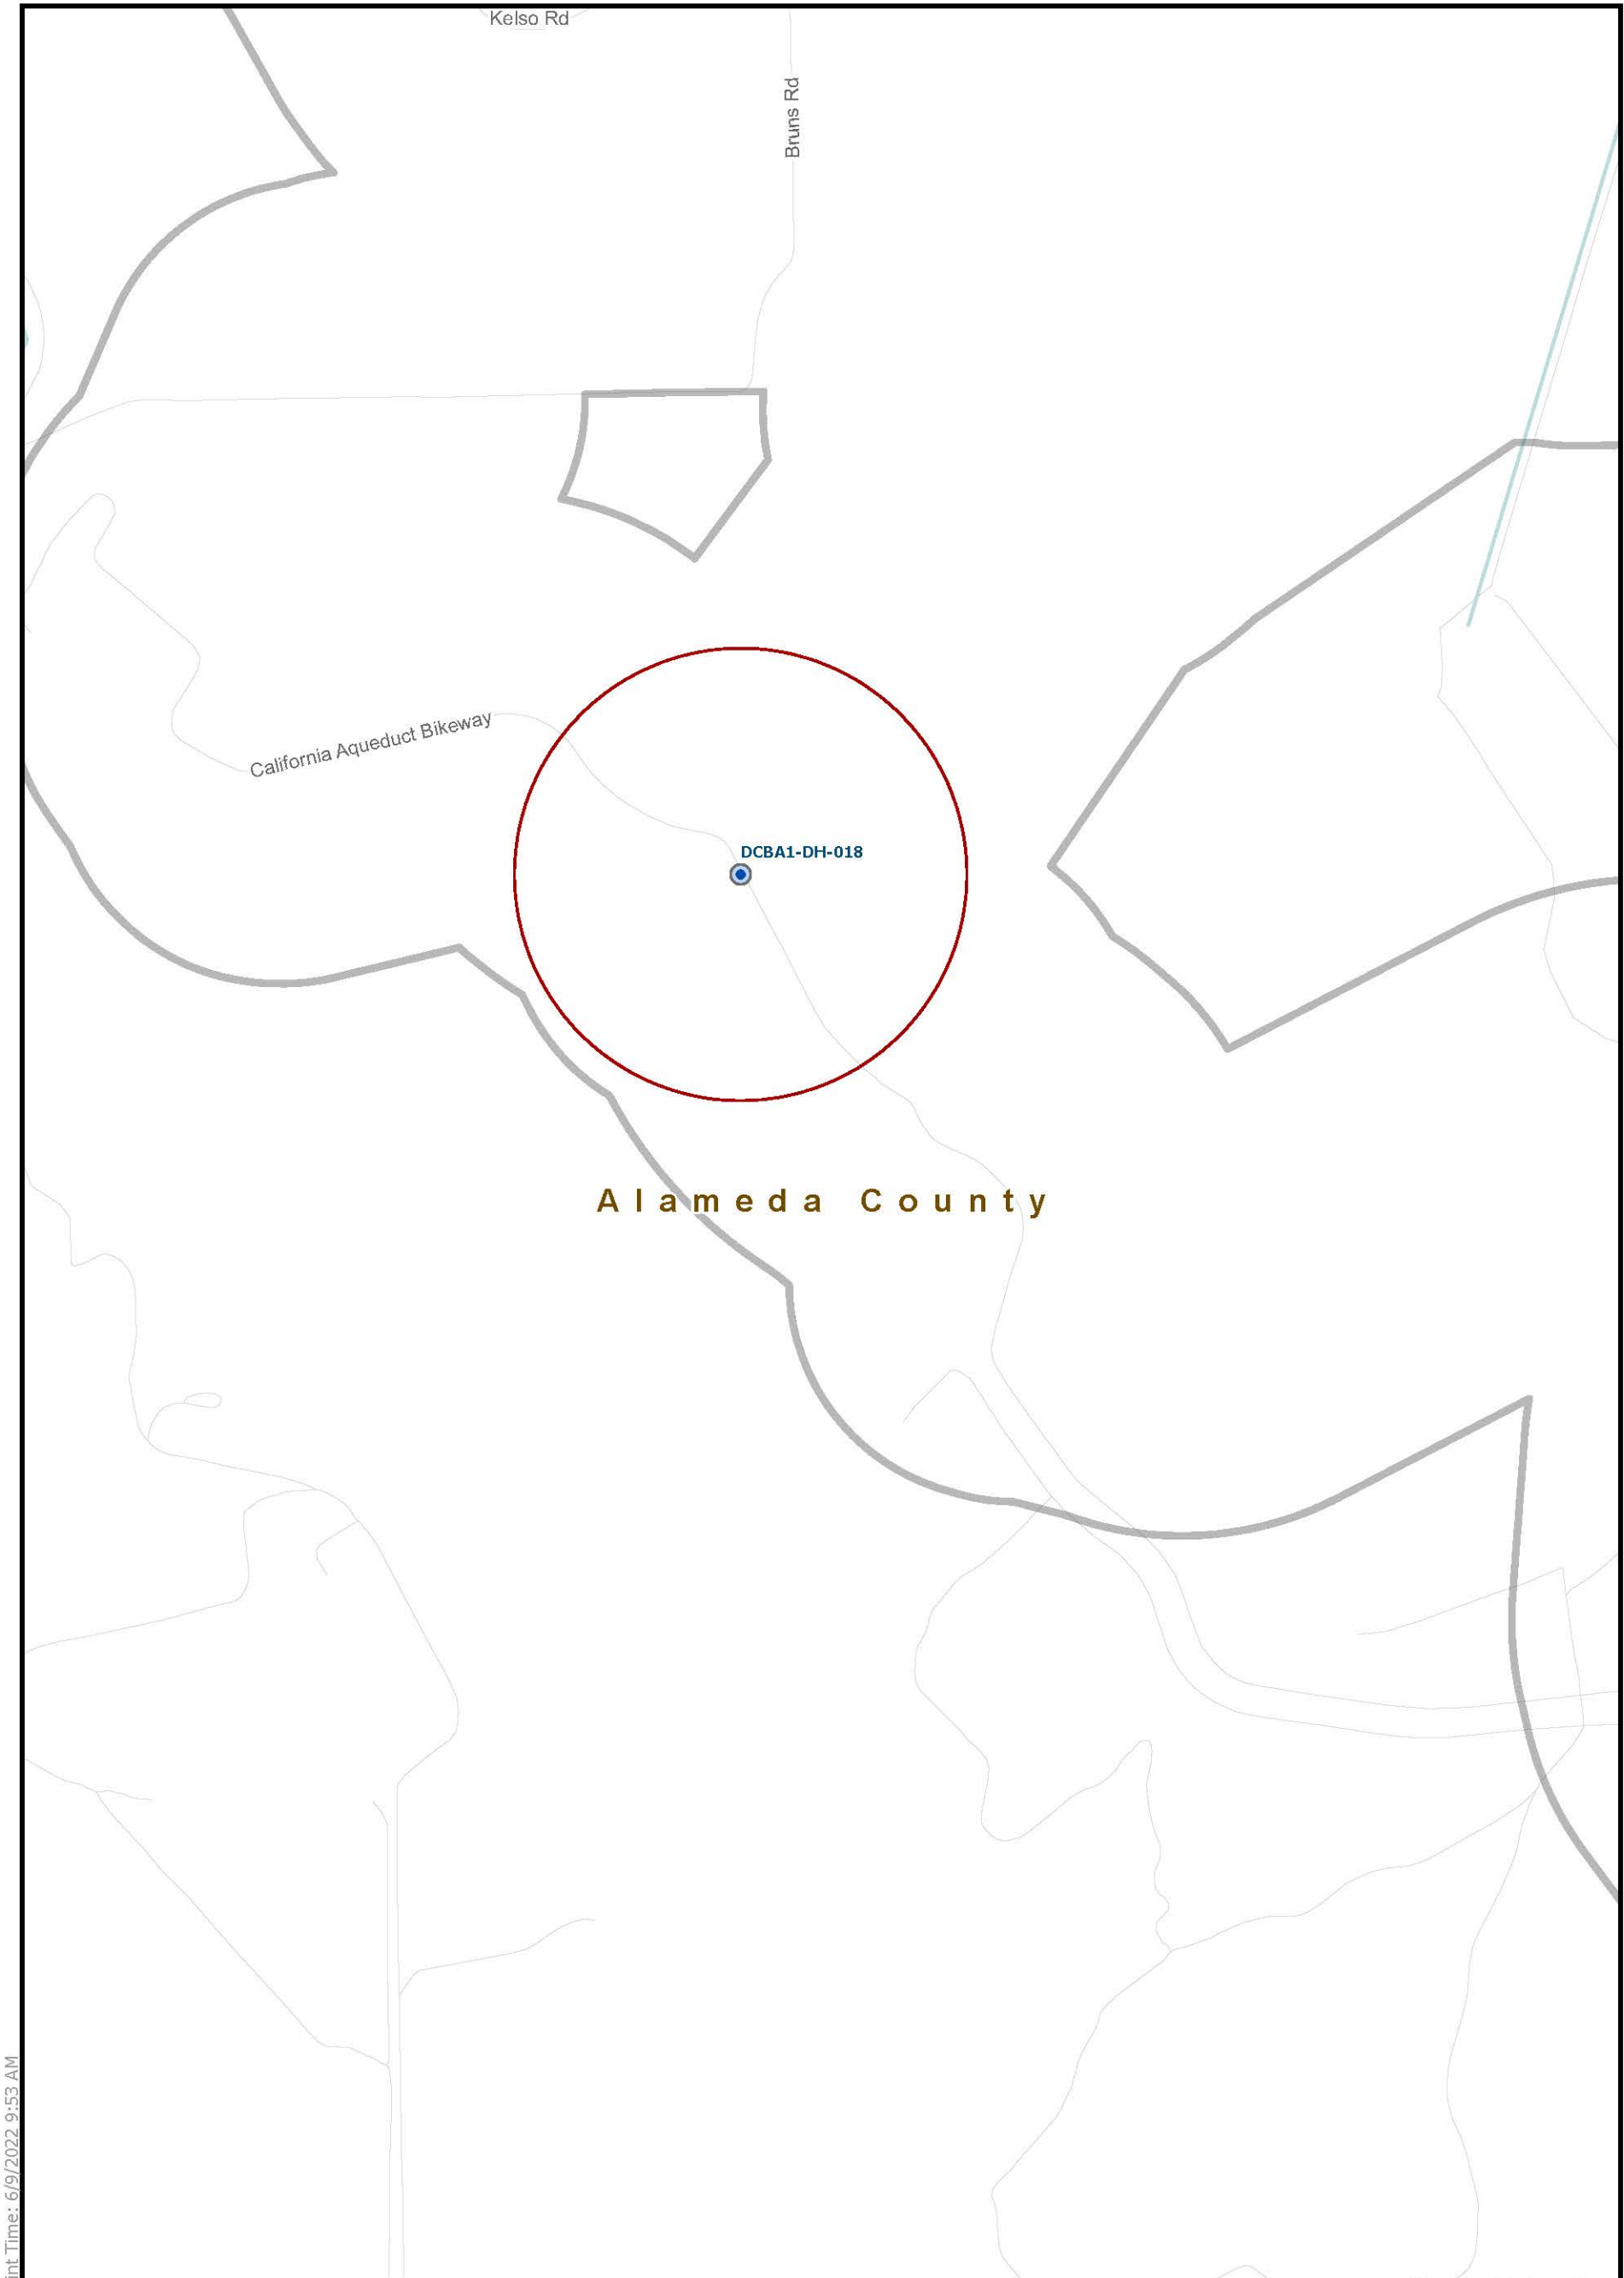 Kelso Rd
Bruns Rd
California Aqueduct Bikeway
DCBA1-DH-018
Alameda County
int Time: 6/9/2022 9:53 AM